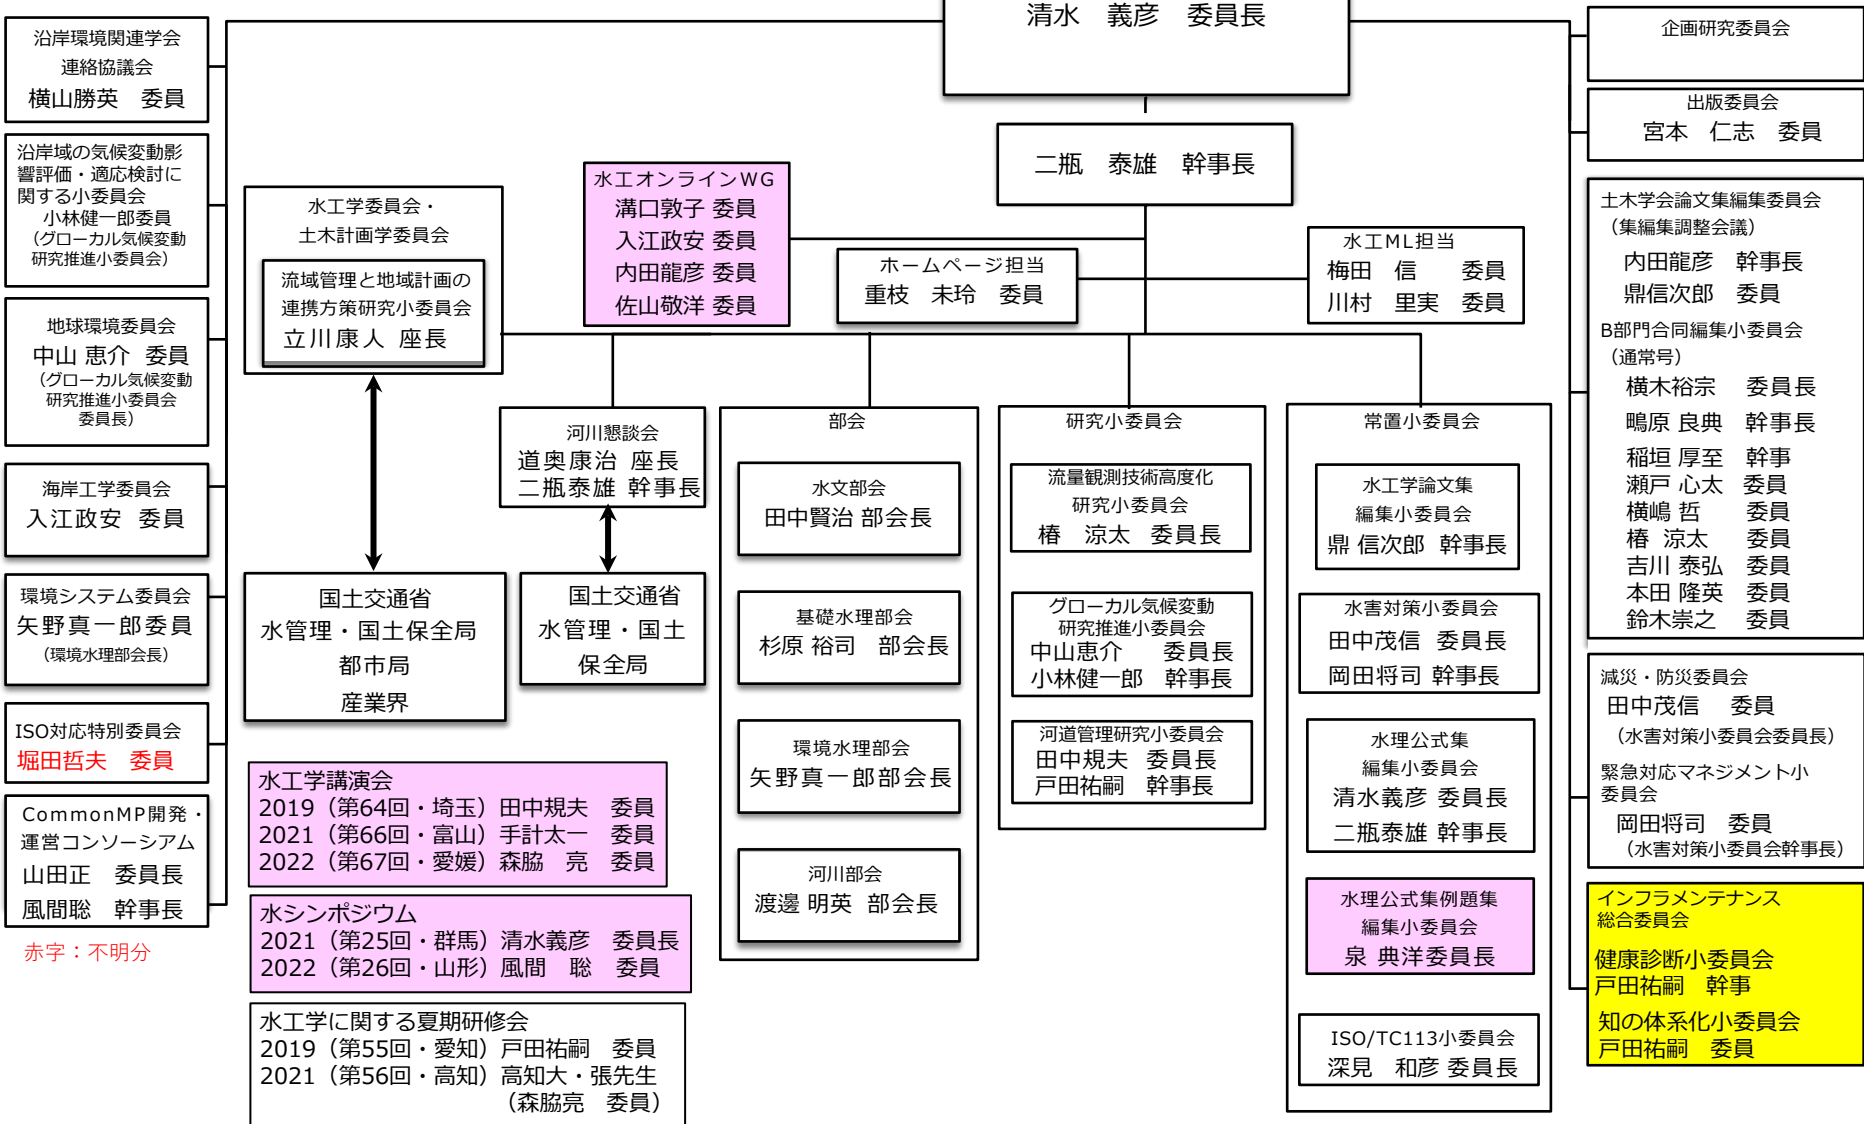 清水　義彦　委員長
二瓶　泰雄　幹事長
沿岸環境関連学会
連絡協議会
横山勝英　委員
沿岸域の気候変動影
響評価・適応検討に
関する小委員会
小林健一郎委員
（グローカル気候変動
研究推進小委員会）
地球環境委員会
中山 恵介 委員
（グローカル気候変動
研究推進小委員会
委員長）
海岸工学委員会
入江政安 委員
環境システム委員会
矢野真一郎委員
（環境水理部会長）
ISO対応特別委員会
堀田哲夫　委員
CommonMP開発・
運営コンソーシアム
山田正　委員長
風間聡　幹事長
赤字：不明分
水工学委員会・
土木計画学委員会
流域管理と地域計画の
連携方策研究小委員会
立川康人 座長
国土交通省
水管理・国土保全局
都市局
産業界
水工オンラインWG
溝口敦子 委員
入江政安 委員
内田龍彦 委員
佐山敬洋 委員
ホームページ担当
重枝　未玲　委員
水工ML担当
梅田　信　　委員
川村　里実　委員
河川懇談会
道奥康治 座長
二瓶泰雄 幹事長
国土交通省
水管理・国土
保全局
部会
水文部会
田中賢治 部会長
基礎水理部会
杉原 裕司　部会長
環境水理部会
矢野真一郎部会長
河川部会
渡邊 明英 部会長
研究小委員会
流量観測技術高度化
研究小委員会
椿　涼太　委員長
グローカル気候変動
研究推進小委員会
中山恵介　　委員長
小林健一郎　幹事長
河道管理研究小委員会
田中規夫　委員長
戸田祐嗣　幹事長
常置小委員会
水工学論文集
編集小委員会
鼎 信次郎 幹事長
水害対策小委員会
田中茂信 委員長
岡田将司 幹事長
水理公式集
編集小委員会
清水義彦 委員長
二瓶泰雄 幹事長
水理公式集例題集
編集小委員会
泉 典洋委員長
ISO/TC113小委員会
深見　和彦 委員長
水工学講演会
2019（第64回・埼玉）田中規夫　委員
2021（第66回・富山）手計太一　委員
2022（第67回・愛媛）森脇　亮　委員
水シンポジウム
2021（第25回・群馬）清水義彦　委員長
2022（第26回・山形）風間　聡　委員
水工学に関する夏期研修会
2019（第55回・愛知）戸田祐嗣　委員
2021（第56回・高知）高知大・張先生
（森脇亮　委員）
企画研究委員会
出版委員会
宮本　仁志　委員
土木学会論文集編集委員会
（集編集調整会議）
内田龍彦　幹事長
鼎信次郎　委員
B部門合同編集小委員会
（通常号）
横木裕宗　委員長
鴫原 良典　幹事長
稲垣 厚至　幹事
瀬戸 心太　委員
横嶋 哲　　委員
椿 涼太　　委員
吉川 泰弘　委員
本田 隆英　委員
鈴木崇之　委員
減災・防災委員会
田中茂信　委員
（水害対策小委員会委員長）
緊急対応マネジメント小
委員会
岡田将司　委員
（水害対策小委員会幹事長）
インフラメンテナンス
総合委員会
健康診断小委員会
戸田祐嗣　幹事
知の体系化小委員会
戸田祐嗣　委員